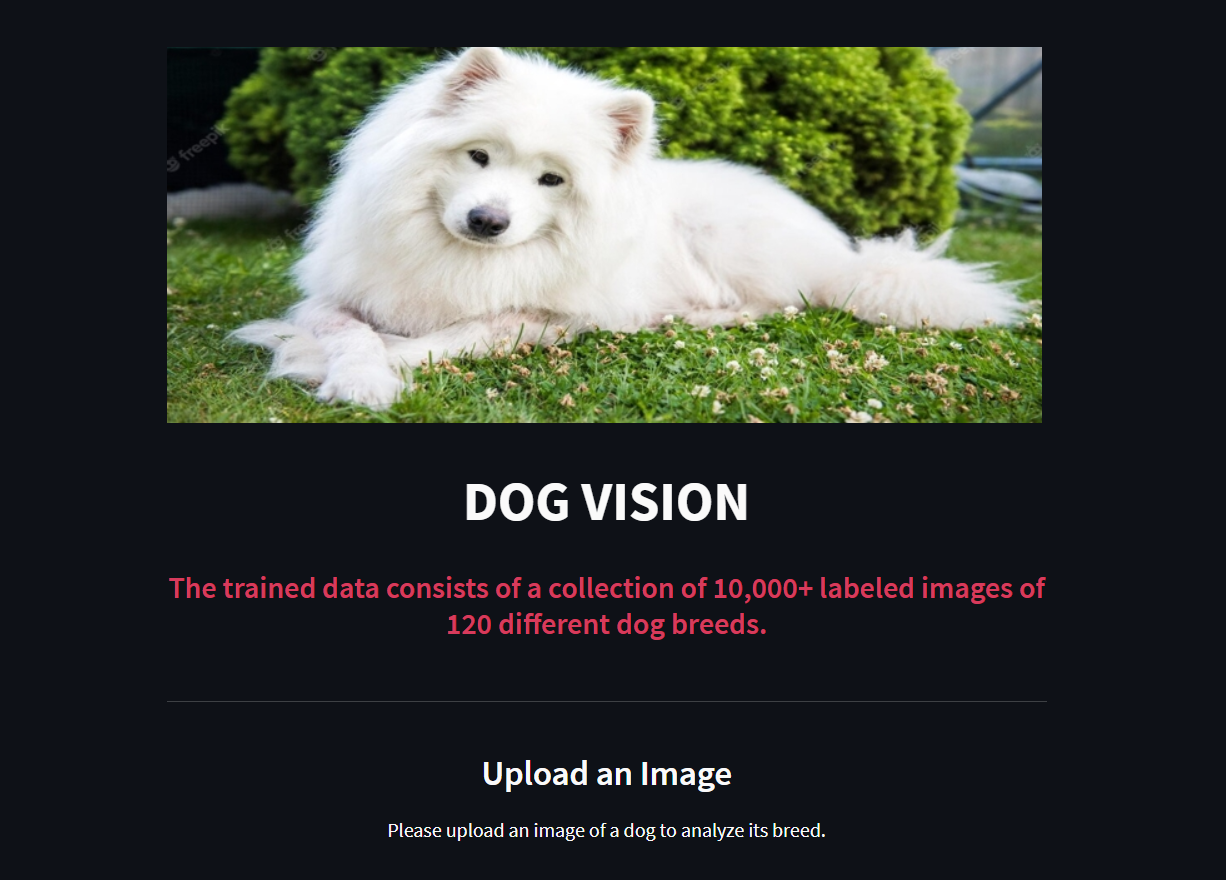 freepik
DOG VISION
The trained data consists of a collection of 10,000+ labeled images of
120 different dog breeds.
Upload an Image
Please upload an image of a dog to analyze its breed.